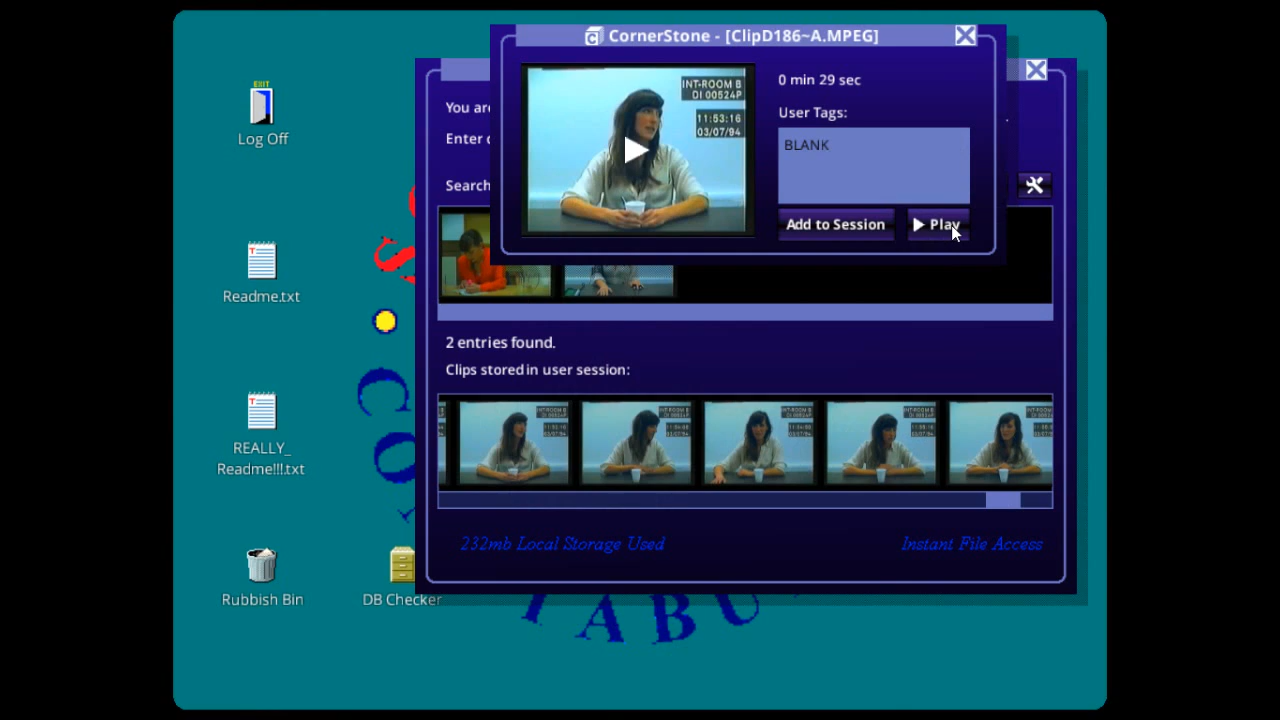 CornerStone - [ClipD186~A.MPEG]
INT-ROOM B
DI 00524P
11:53:16
03/07/94
0 min 29 sec
User Tags:
BLANK
Add to Session
Play
You are
Enter
Search
2 entries found.
Clips stored in user session:
232mb Local Storage Used
Instant File Access
EXIT
Log Off
Readme.txt
REALLY_
Readme!!!.txt
Rubbish Bin
DB Checker
TABU